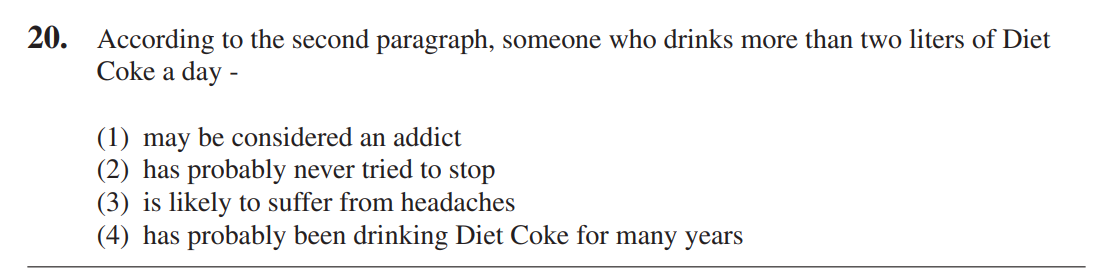 20. According to the second paragraph, someone who drinks more than two liters of Diet
Coke a day -
(1) may be considered an addict
(2) has probably never tried to stop
(3) is likely to suffer from headaches
(4) has probably been drinking Diet Coke for many years